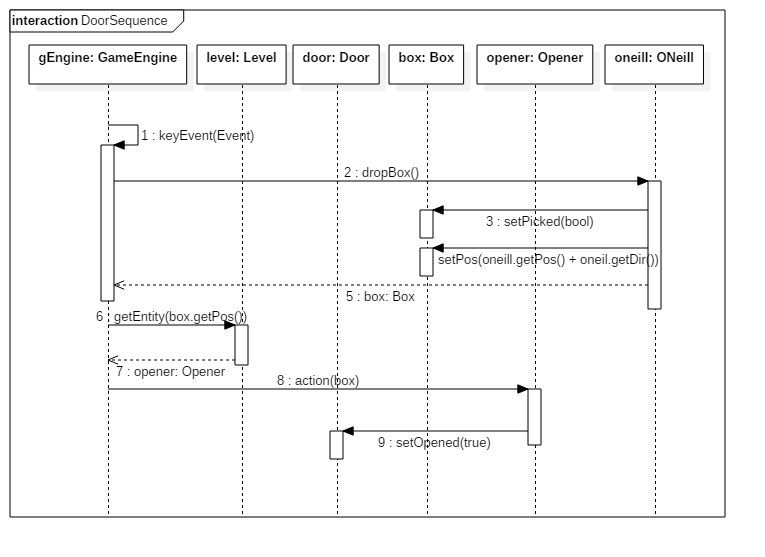 interaction DoorSequence
gEngine: GameEngine
level: Level
door: Door
box: Box
opener: Opener
oneill: ONeill
1 : keyEvent(Event)
2 : dropBox()
3 : setPicked(bool)
setPos(oneill.getPos() + oneil.getDir())
5 : box: Box
6 getEntity(box.getPos())
7 : opener: Opener
8 : action(box)
9 : setOpened(true)